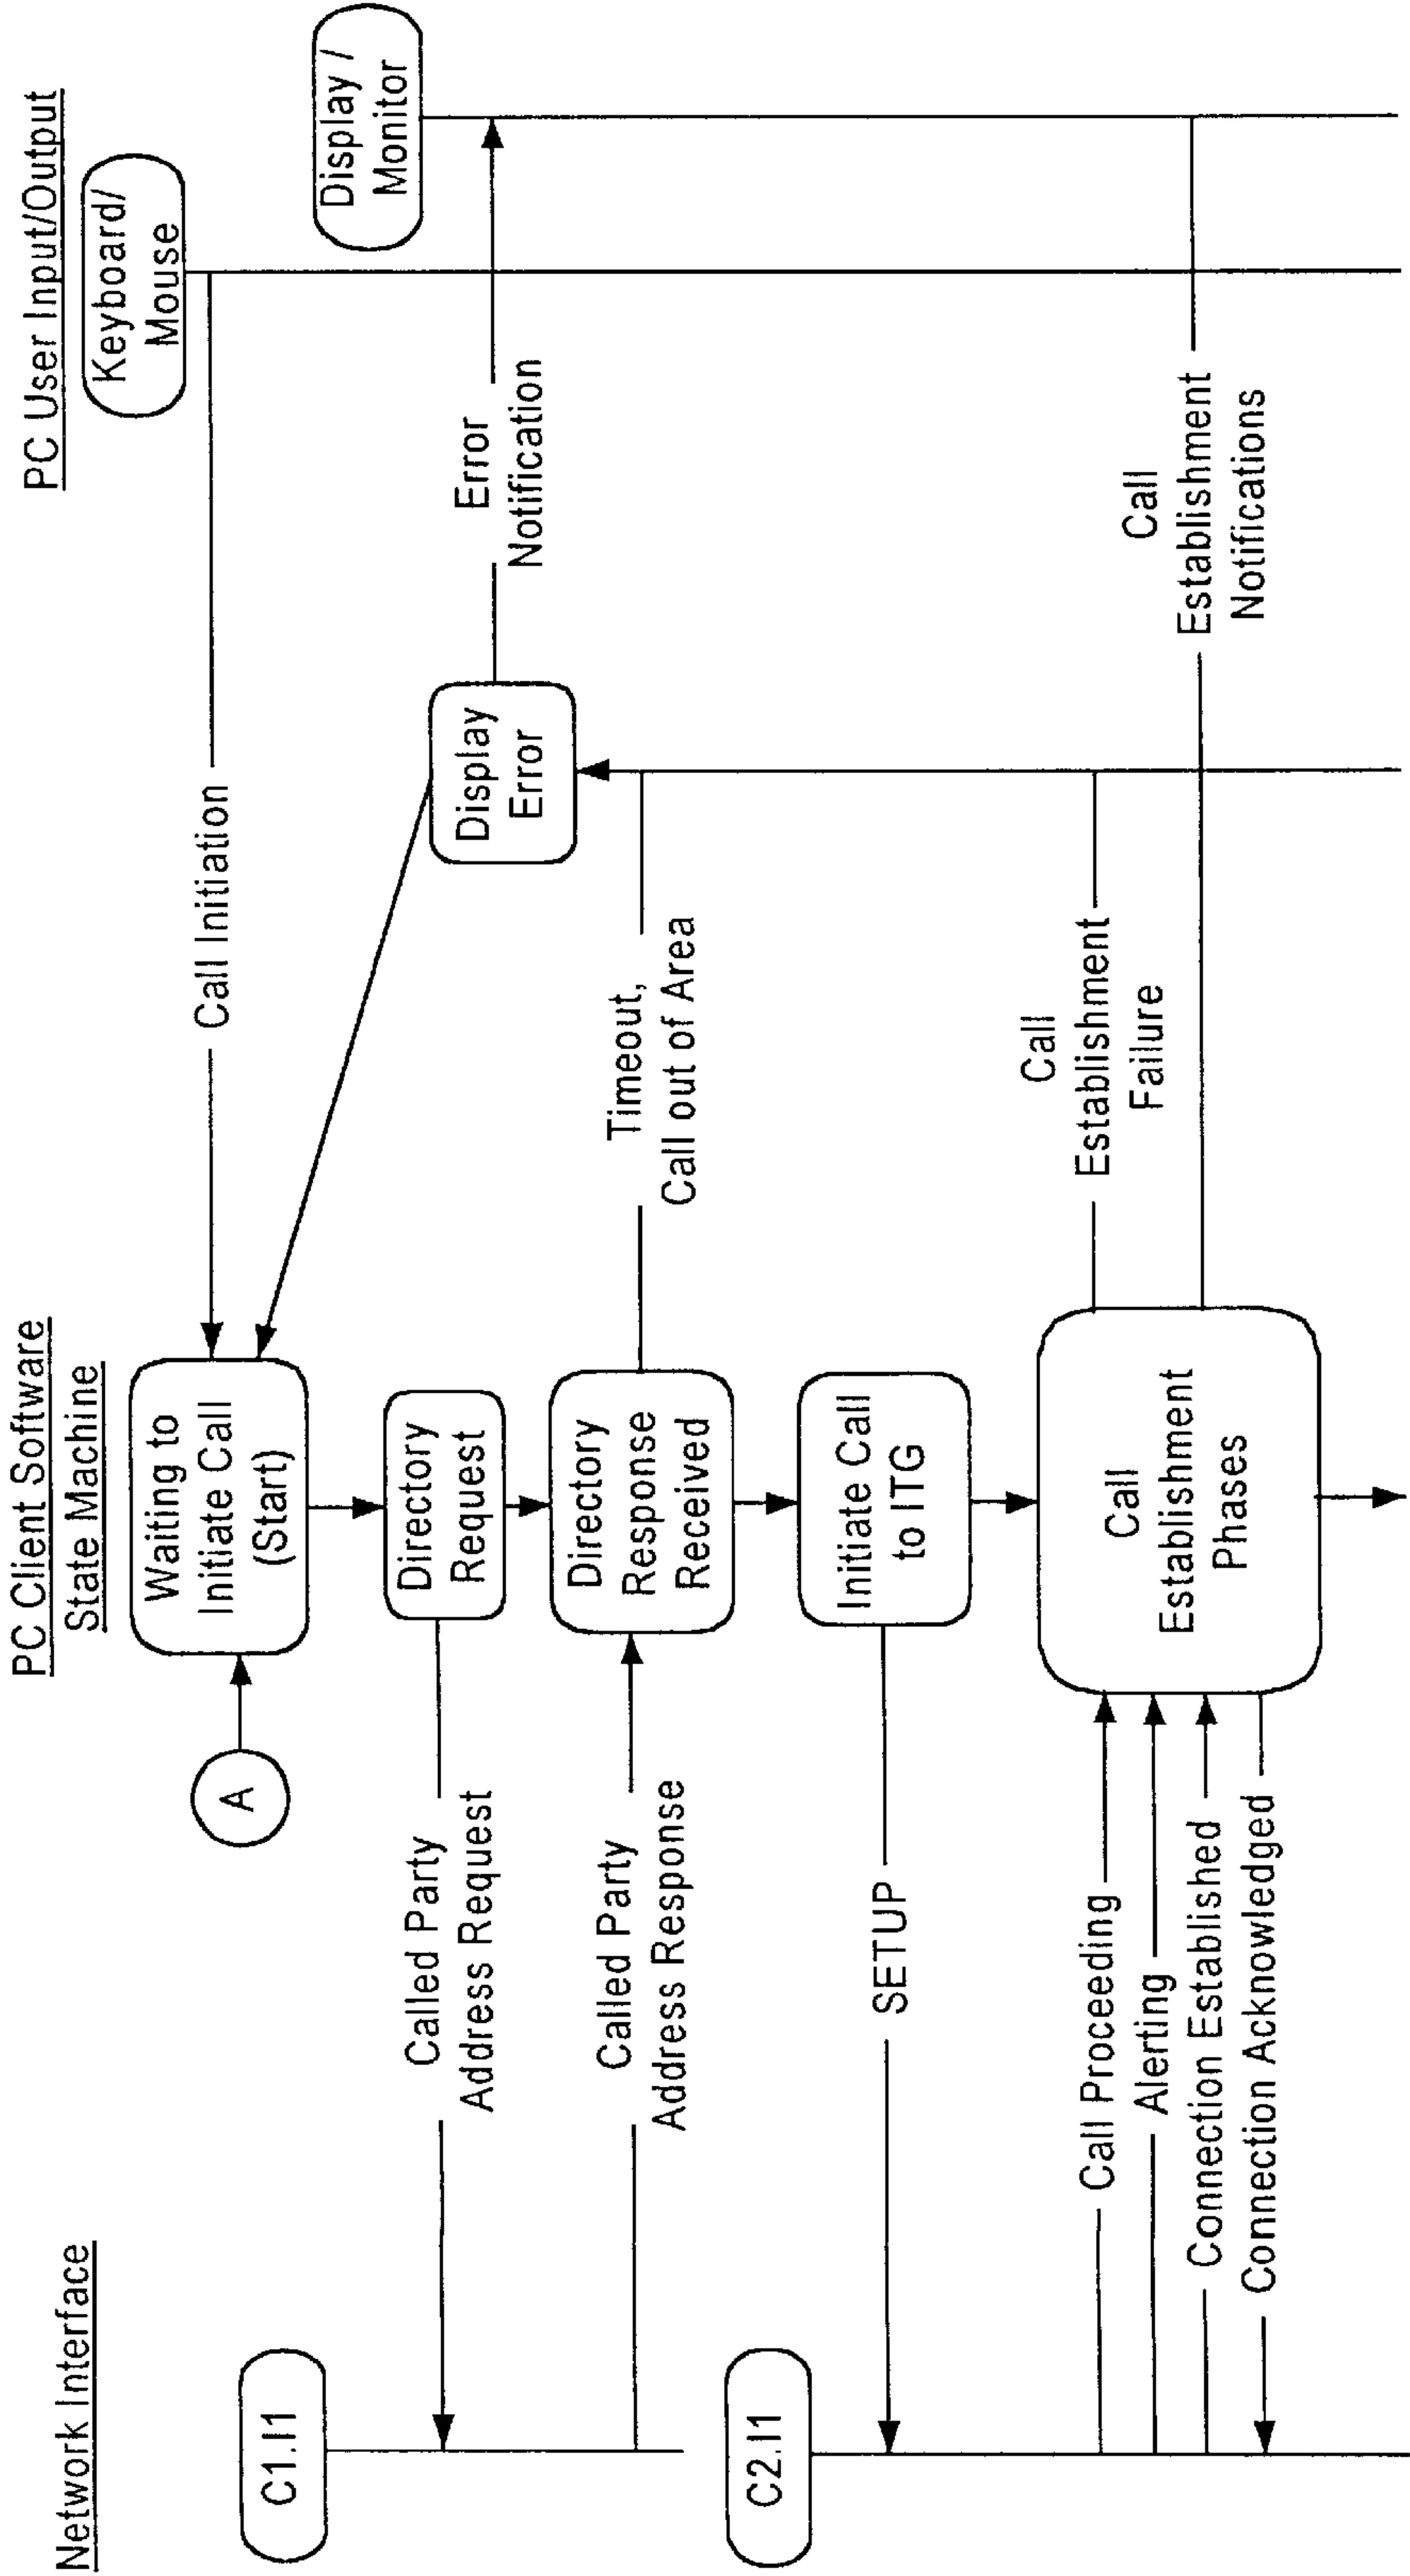 Network Interface
PC Client Software
State Machine
PC User Input/Output
Keyboard/
Mouse
Display /
Monitor
A
Waiting to
Initiate Call
(Start)
Call Initiation
C1.I1
Called Party
Address Request
Directory
Request
Display
Error
Error
Notification
Called Party
Address Response
Directory
Response
Received
Timeout,
Call out of Area
C2.I1
SETUP
Initiate Call
to ITG
Call Proceeding
Alerting
Connection Established
Connection Acknowledged
Call
Establishment
Phases
Call
Establishment
Failure
Call
Establishment
Notifications